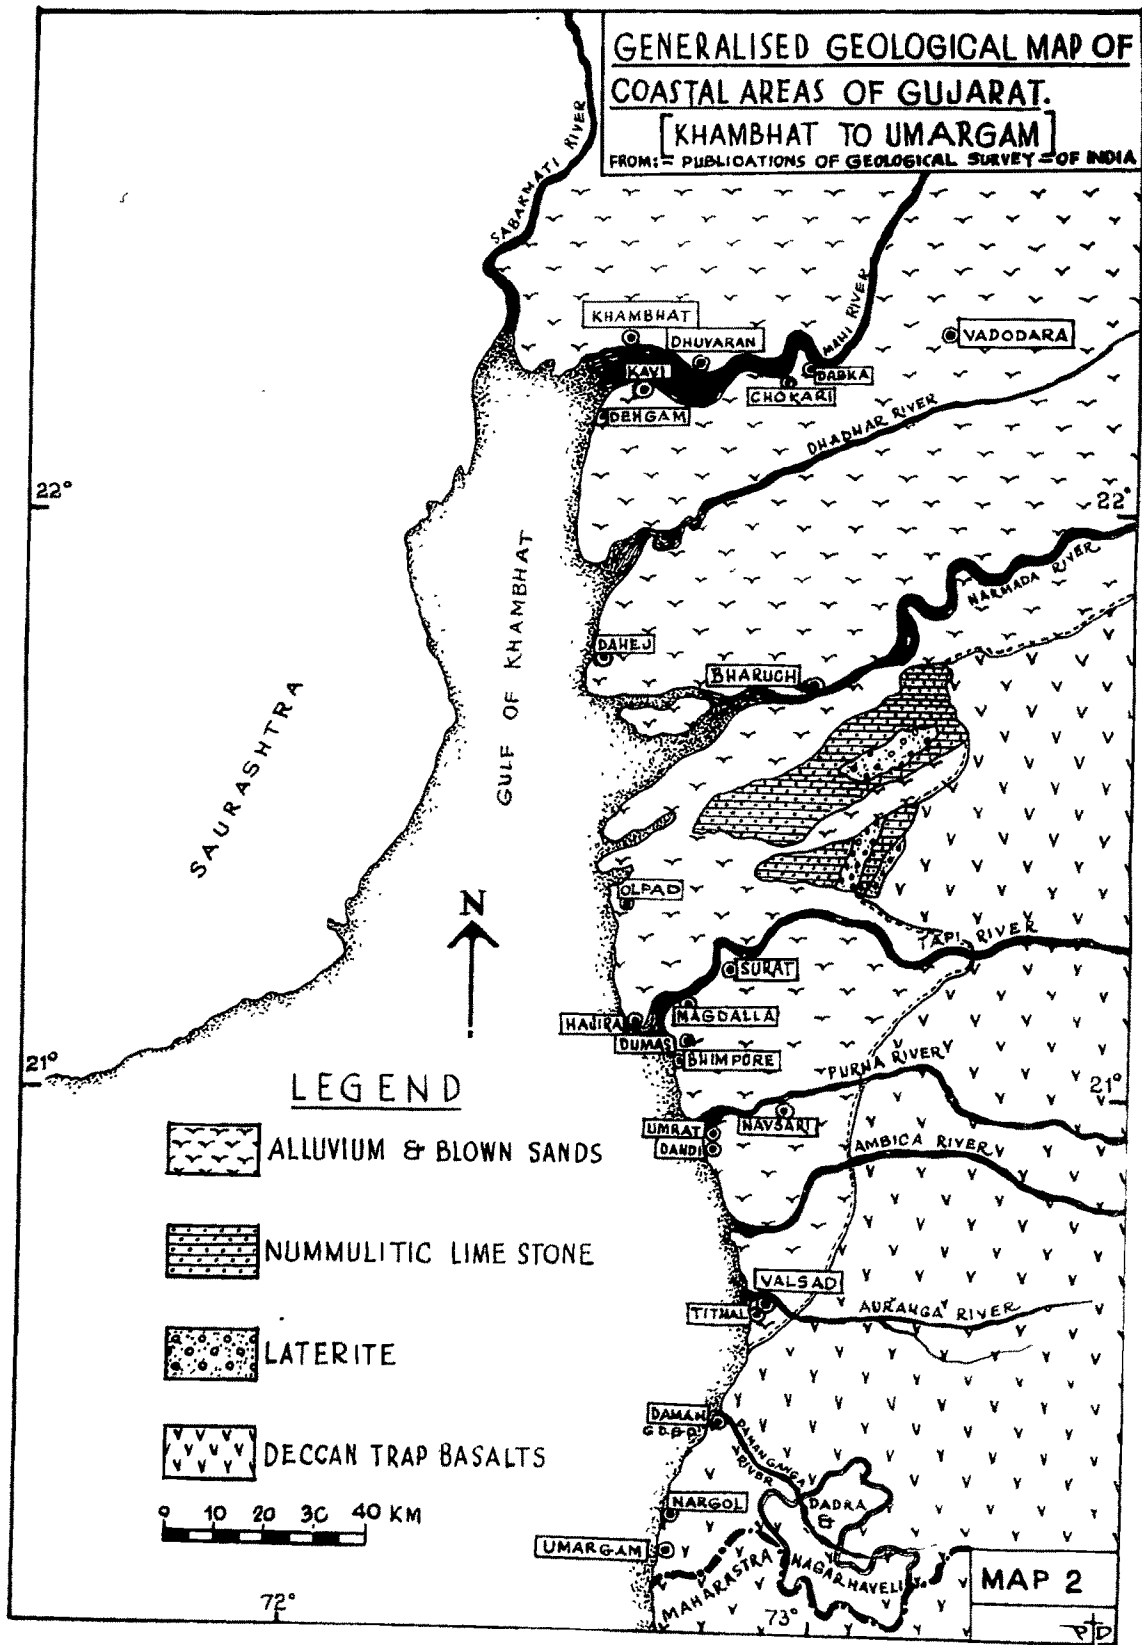 GENERALISED GEOLOGICAL MAP OF
COASTAL AREAS OF GUJARAT.
[KHAMBHAT TO UMARGAM]
FROM:= PUBLICATIONS OF GEOLOGICAL SURVEY=OF INDIA
SABARMATI RIVER
MAHI RIVER
KHAMBHAT
DHUVARAN
VADODARA
KAVI
DABKA
CHOKARI
DEHGAM
DHADHAR RIVER
22°
22°
NARMADA RIVER
GULF OF KHAMBHAT
DAHEJ
BHARUCH
SAURASHTRA
OLPAD
N
TAPI RIVER
SURAT
MAGDALLA
HAJIRA
DUMAS
BHIMPORE
21°
21°
PURNA RIVER
NAVSARI
UMRAT
DANDI
AMBICA RIVER
LEGEND
ALLUVIUM & BLOWN SANDS
NUMMULITIC LIME STONE
LATERITE
DECCAN TRAP BASALTS
VALSAD
TITHAL
AURANGA RIVER
DAMAN
DAMANGANGA
RIVER
DADRA
&
NAGARHAVELI
NARGOL
UMARGAM
MAHARASTRA
0 10 20 30 40 KM
72°
73°
MAP 2